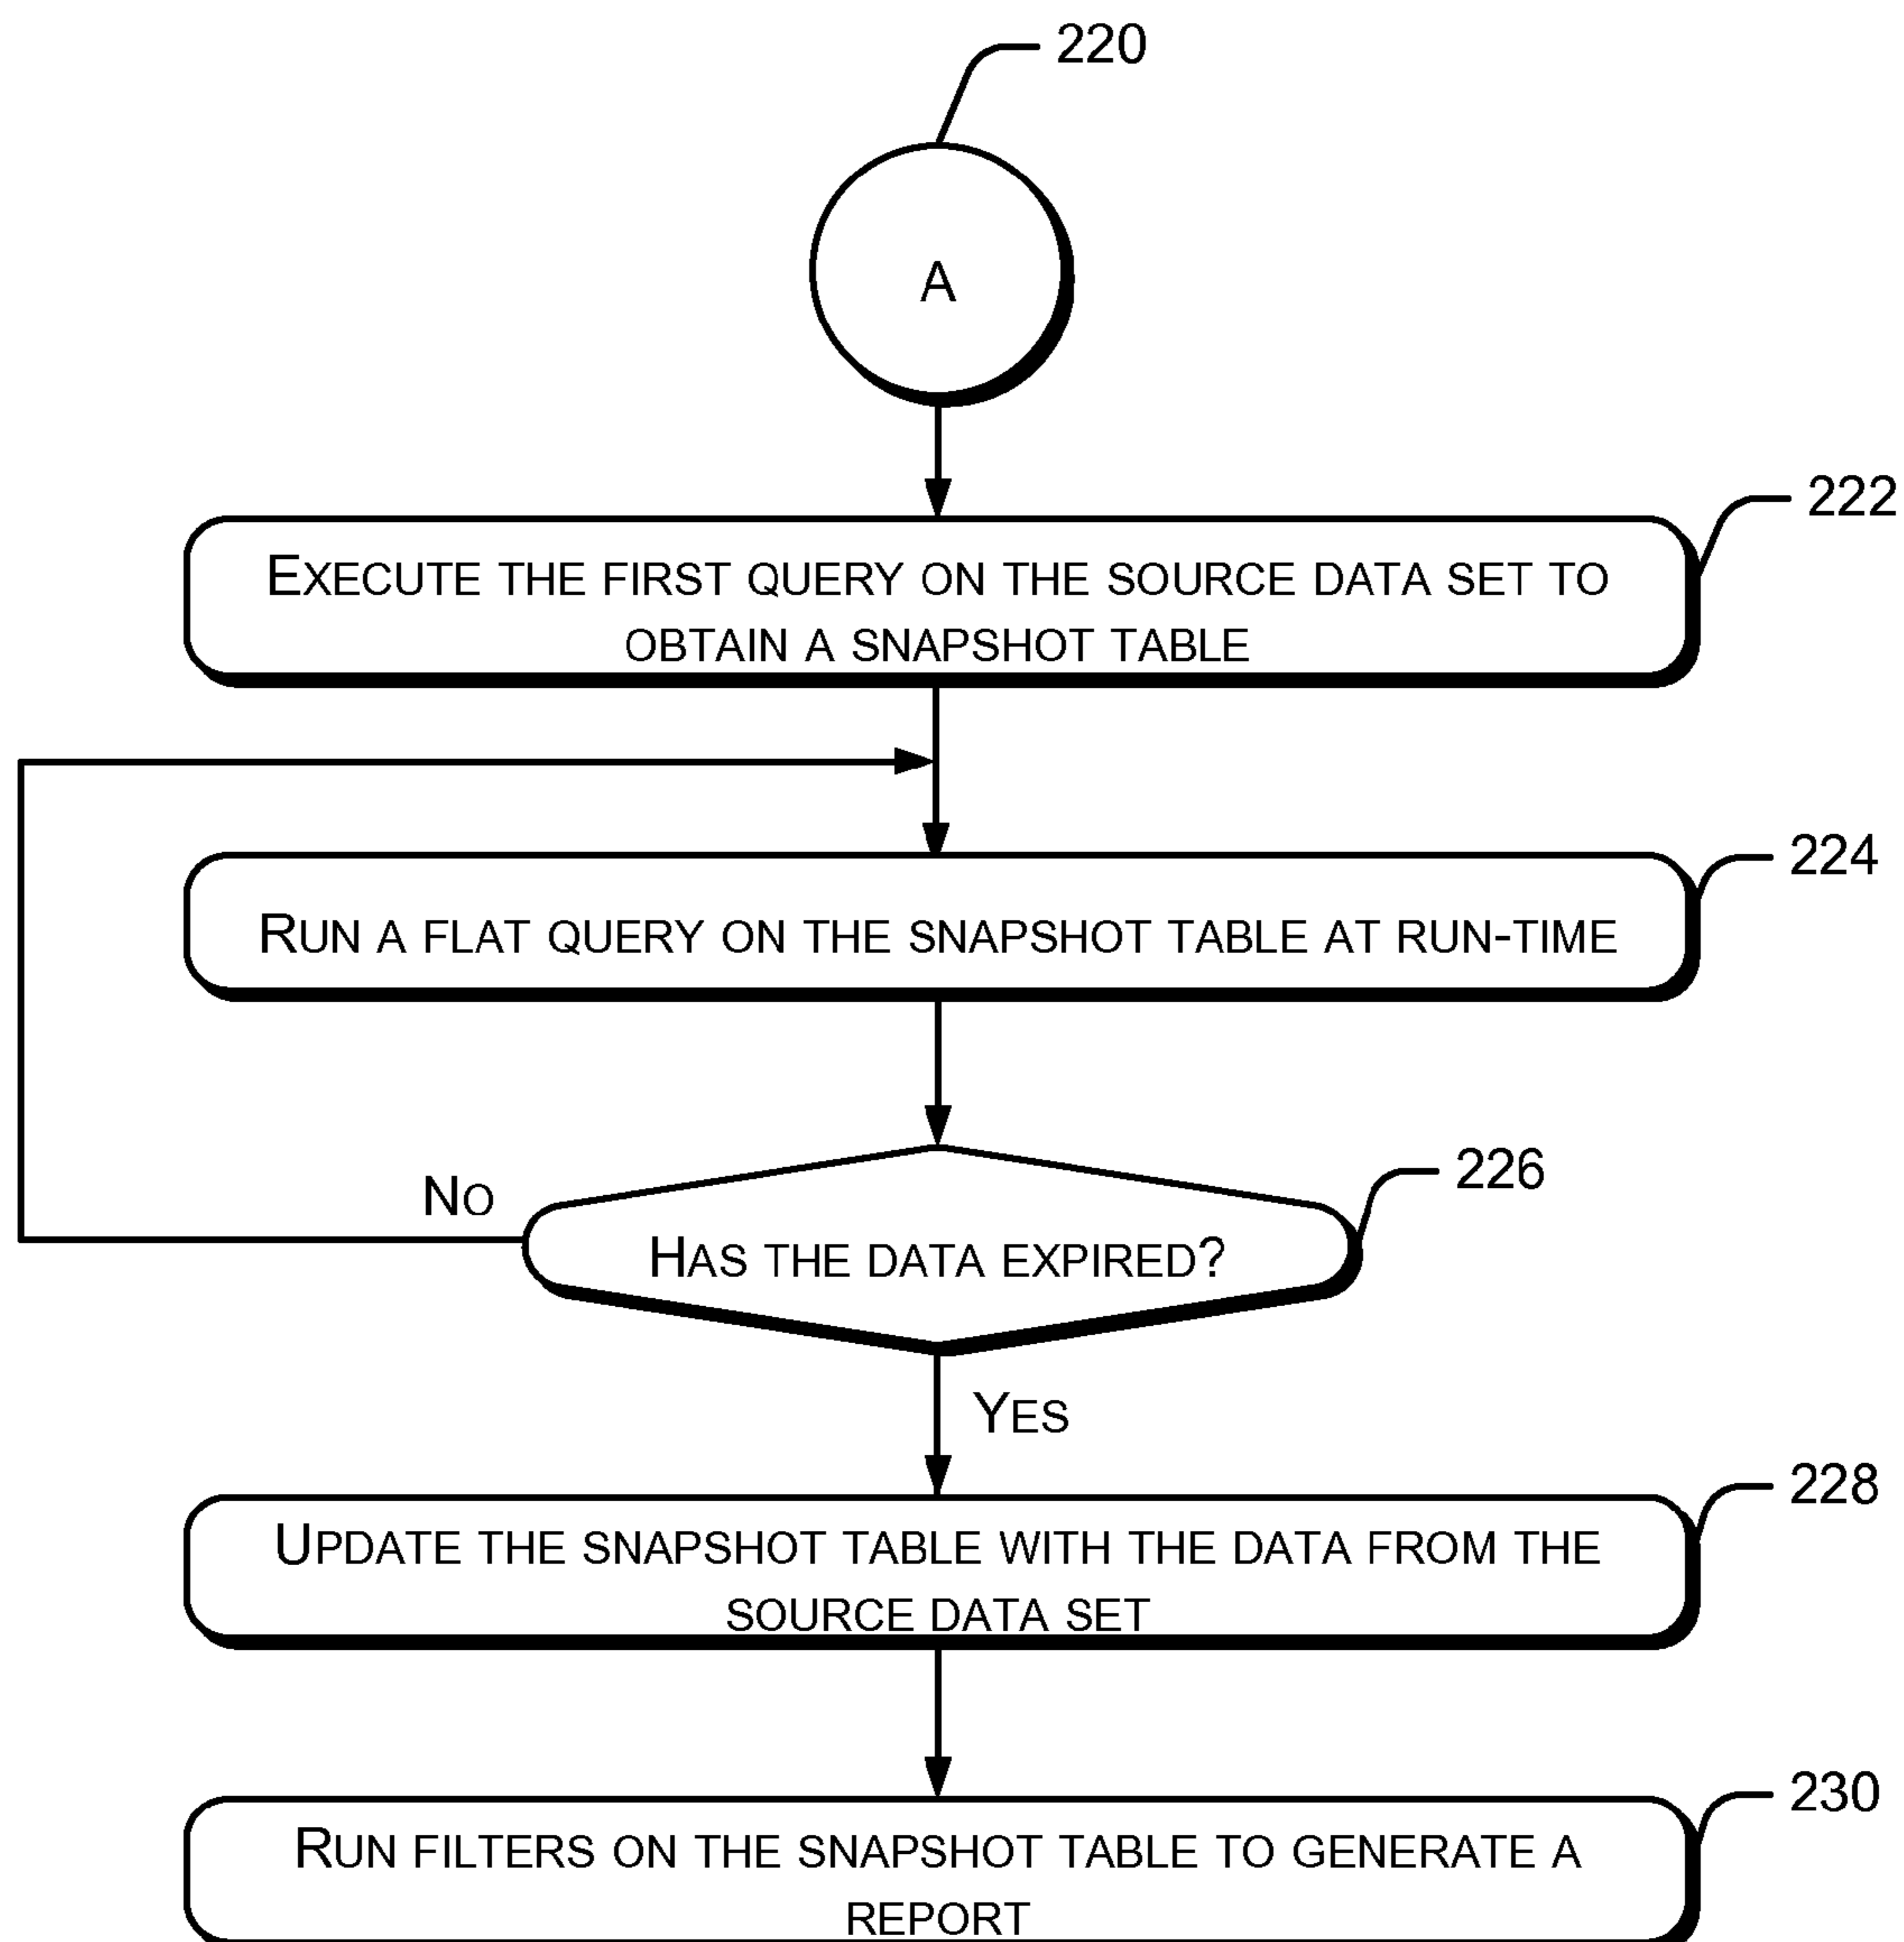 220
A
222
EXECUTE THE FIRST QUERY ON THE SOURCE DATA SET TO
OBTAIN A SNAPSHOT TABLE
224
RUN A FLAT QUERY ON THE SNAPSHOT TABLE AT RUN-TIME
226
NO
HAS THE DATA EXPIRED?
YES
228
UPDATE THE SNAPSHOT TABLE WITH THE DATA FROM THE
SOURCE DATA SET
230
RUN FILTERS ON THE SNAPSHOT TABLE TO GENERATE A
REPORT